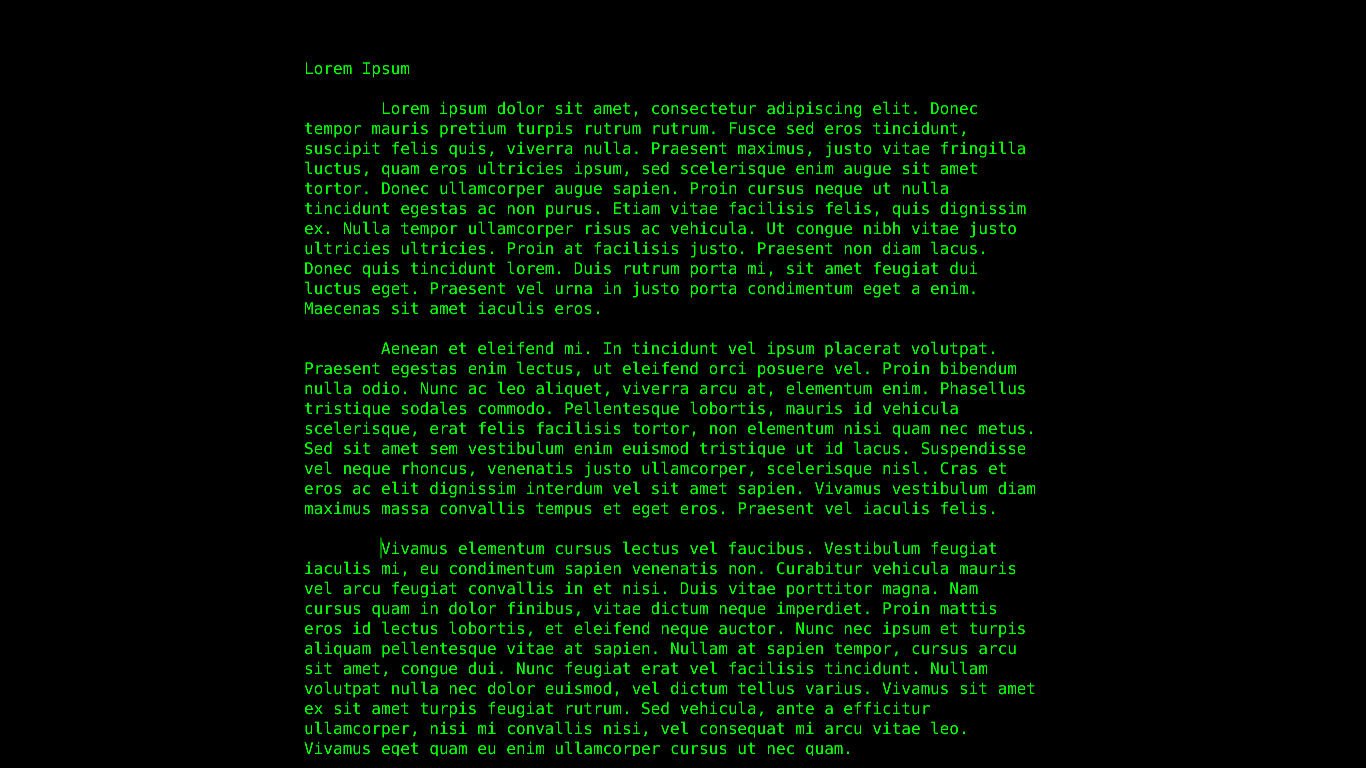 Lorem Ipsum
Lorem ipsum dolor sit amet, consectetur adipiscing elit. Donec
tempor mauris pretium turpis rutrum rutrum. Fusce sed eros tincidunt,
suscipit felis quis, viverra nulla. Praesent maximus, justo vitae fringilla
luctus, quam eros ultricies ipsum, sed scelerisque enim augue sit amet
tortor. Donec ullamcorper augue sapien. Proin cursus neque ut nulla
tincidunt egestas ac non purus. Etiam vitae facilisis felis, quis dignissim
ex. Nulla tempor ullamcorper risus ac vehicula. Ut congue nibh vitae justo
ultricies ultricies. Proin at facilisis justo. Praesent non diam lacus.
Donec quis tincidunt lorem. Duis rutrum porta mi, sit amet feugiat dui
luctus eget. Praesent vel urna in justo porta condimentum eget a enim.
Maecenas sit amet iaculis eros.
Aenean et eleifend mi. In tincidunt vel ipsum placerat volutpat.
Praesent egestas enim lectus, ut eleifend orci posuere vel. Proin bibendum
nulla odio. Nunc ac leo aliquet, viverra arcu at, elementum enim. Phasellus
tristique sodales commodo. Pellentesque lobortis, mauris id vehicula
scelerisque, erat felis facilisis tortor, non elementum nisi quam nec metus.
Sed sit amet sem vestibulum enim euismod tristique ut id lacus. Suspendisse
vel neque rhoncus, venenatis justo ullamcorper, scelerisque nisl. Cras et
eros ac elit dignissim interdum vel sit amet sapien. Vivamus vestibulum diam
maximus massa convallis tempus et eget eros. Praesent vel iaculis felis.
Vivamus elementum cursus lectus vel faucibus. Vestibulum feugiat
iaculis mi, eu condimentum sapien venenatis non. Curabitur vehicula mauris
vel arcu feugiat convallis in et nisi. Duis vitae porttitor magna. Nam
cursus quam in dolor finibus, vitae dictum neque imperdiet. Proin mattis
eros id lectus lobortis, et eleifend neque auctor. Nunc nec ipsum et turpis
aliquam pellentesque vitae at sapien. Nullam at sapien tempor, cursus arcu
sit amet, congue dui. Nunc feugiat erat vel facilisis tincidunt. Nullam
volutpat nulla nec dolor euismod, vel dictum tellus varius. Vivamus sit amet
ex sit amet turpis feugiat rutrum. Sed vehicula, ante a efficitur
ullamcorper, nisi mi convallis nisi, vel consequat mi arcu vitae leo.
Vivamus eget quam eu enim ullamcorper cursus ut nec quam.